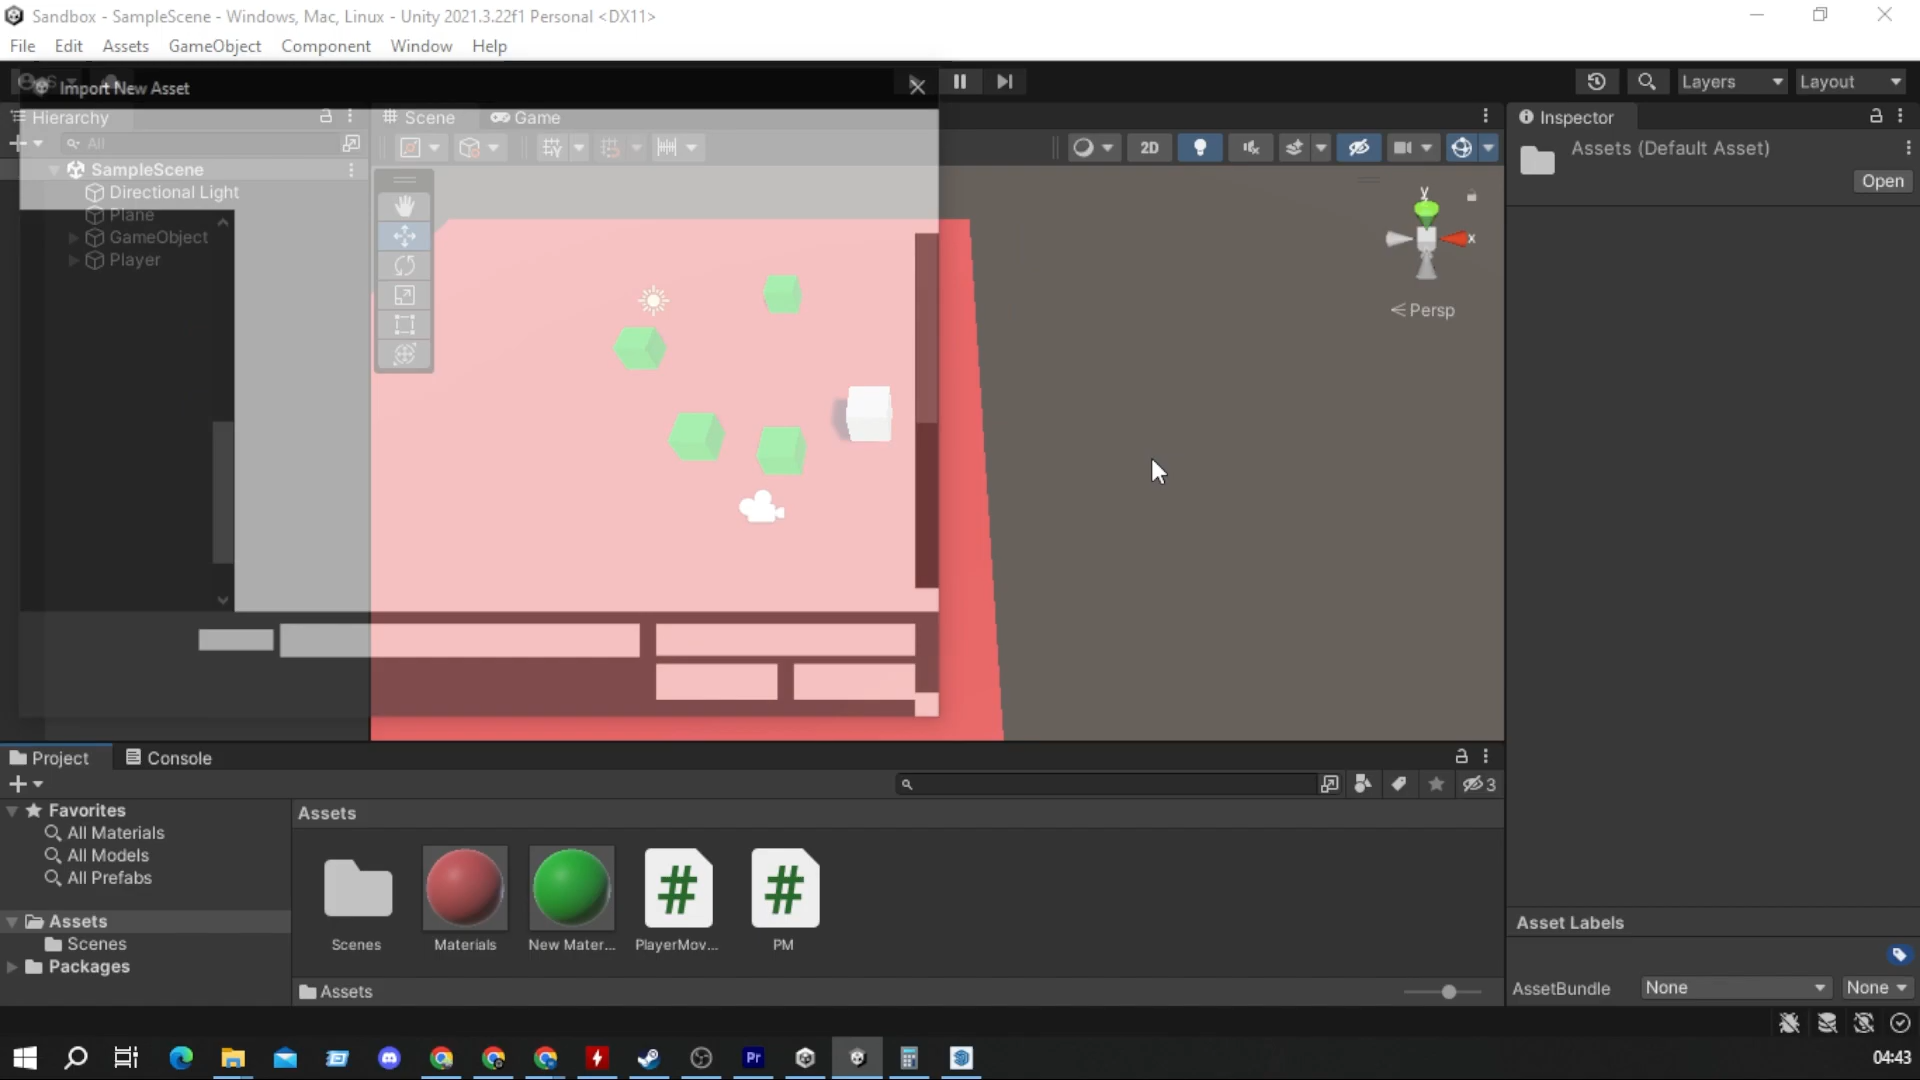 Sandbox - SampleScene - Windows, Mac, Linux - Unity 2021.3.22f1 Personal <DX11>
File Edit Assets GameObject Component Window Help
Import New Asset
Layers Layout
Hierarchy
Scene Game
Inspector
All
2D
Assets (Default Asset)
Open
SampleScene
Directional Light
Plane
GameObject
Player
y
x
Persp
Project Console
3
Favorites
All Materials
All Models
All Prefabs
Assets
Scenes
Packages
Assets
Scenes Materials New Mater... PlayerMov... PM
Assets
Asset Labels
AssetBundle None None
Pr
04:43